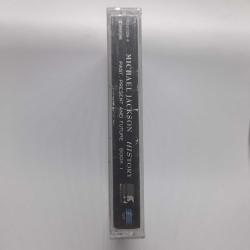 MICHAEL JACKSON HISTORY
PAST, PRESENT AND FUTURE BOOK I